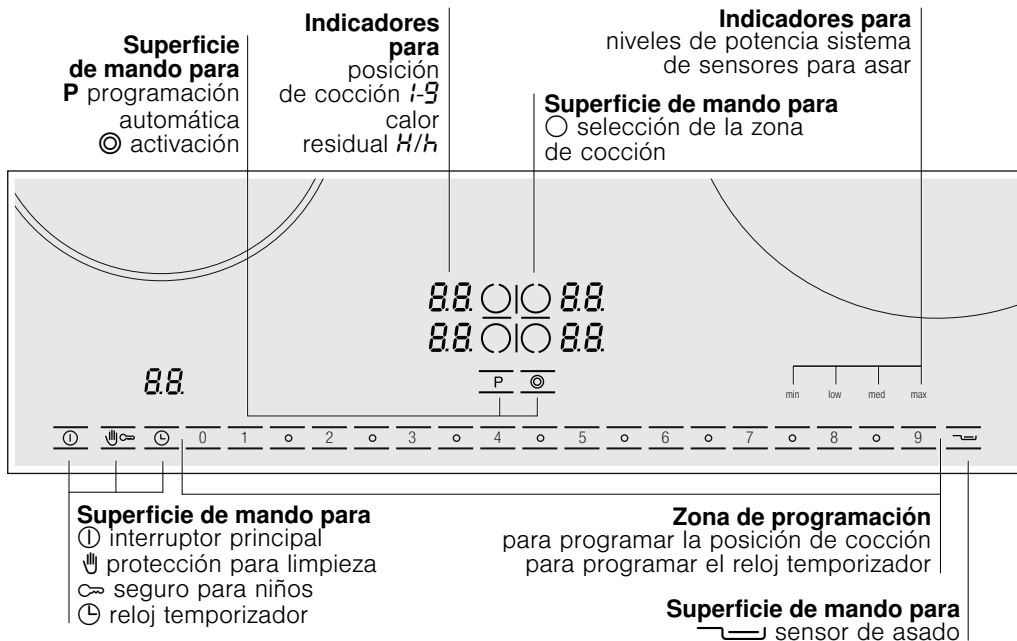 Superficie
de mando para
P programación
automática
◎ activación
Indicadores
para
posición
de cocción 1-9
calor
residual H/h
Indicadores para
niveles de potencia sistema
de sensores para asar
Superficie de mando para
○ selección de la zona
de cocción
8.8. 8.8.
8.8. 8.8.
8.8.
P
min low med max
0 1 2 3 4 5 6 7 8 9
Superficie de mando para
interruptor principal
protección para limpieza
seguro para niños
reloj temporizador
Zona de programación
para programar la posición de cocción
para programar el reloj temporizador
Superficie de mando para
sensor de asado